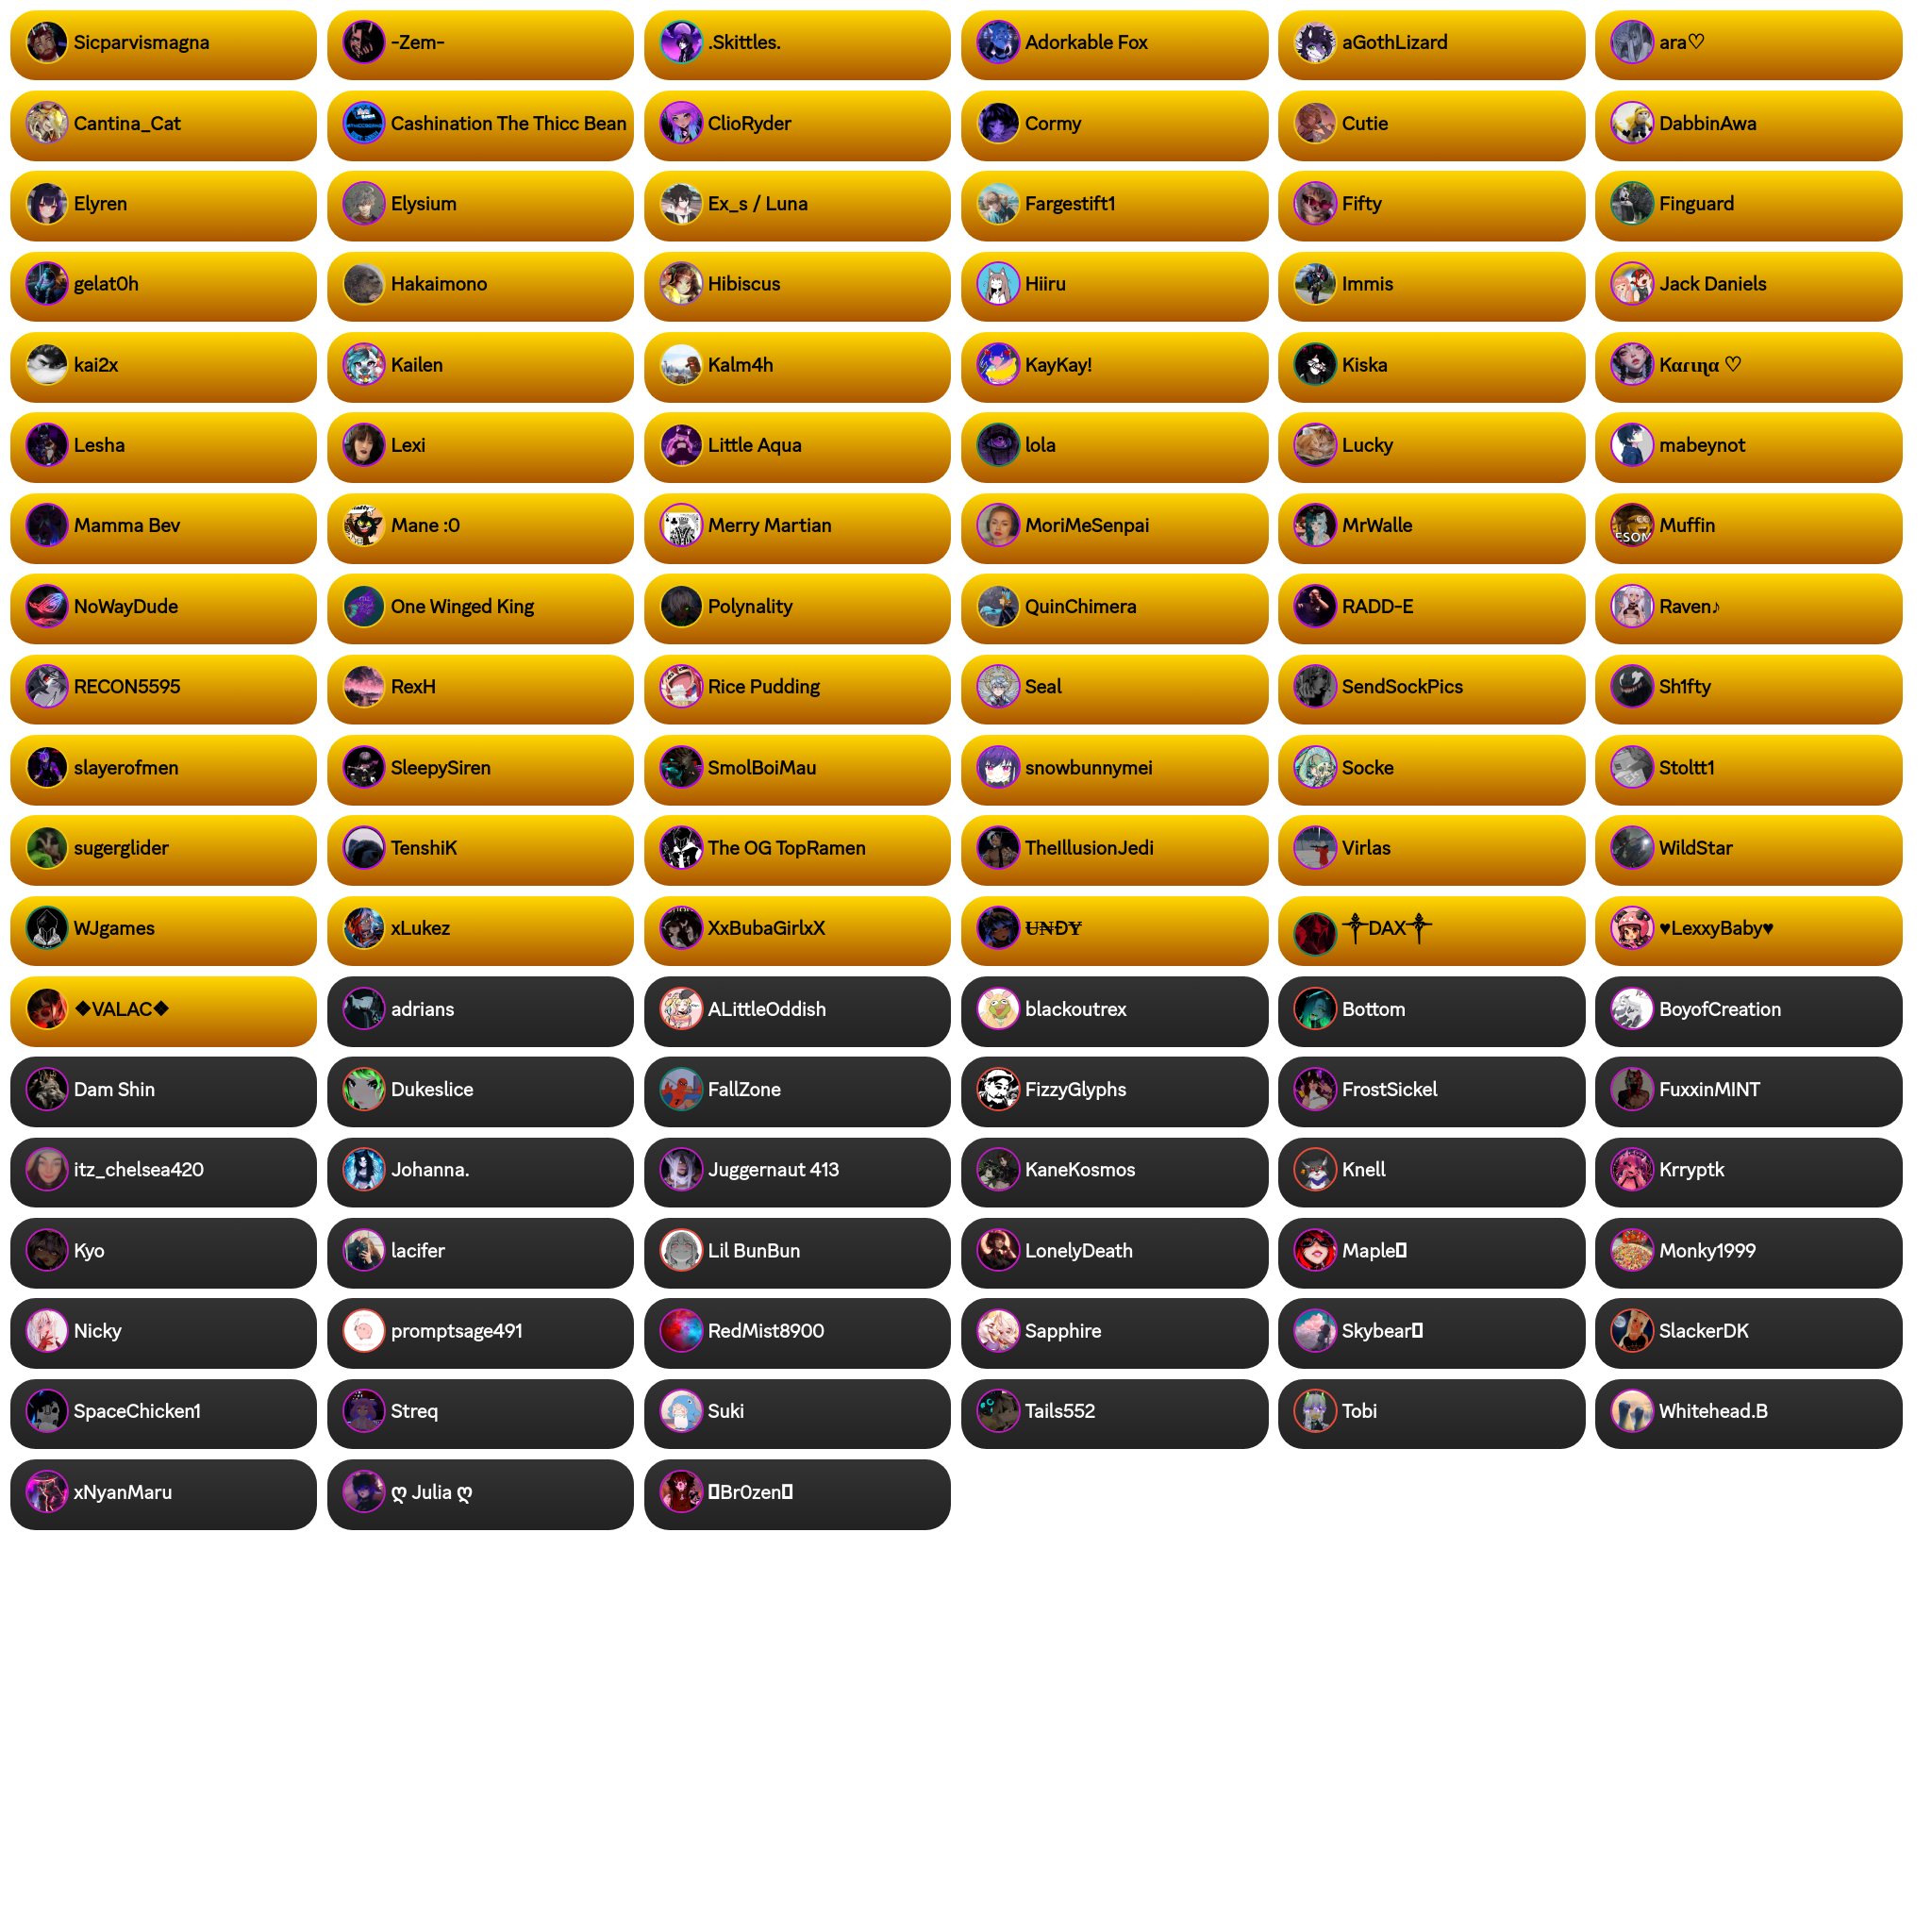 Sicparvismagna
-Zem-
.Skittles.
Adorkable Fox
aGothLizard
ara♡
Cantina_Cat
Cashination The Thicc Bean
ClioRyder
Cormy
Cutie
DabbinAwa
Elyren
Elysium
Ex_s / Luna
Fargestift1
Fifty
Finguard
gelat0h
Hakaimono
Hibiscus
Hiiru
Immis
Jack Daniels
kai2x
Kailen
Kalm4h
KayKay!
Kiska
Kαɾιɳα ♡
Lesha
Lexi
Little Aqua
lola
Lucky
mabeynot
Mamma Bev
Mane :0
Merry Martian
MoriMeSenpai
MrWalle
Muffin
NoWayDude
One Winged King
Polynality
QuinChimera
RADD-E
Raven♪
RECON5595
RexH
Rice Pudding
Seal
SendSockPics
Sh1fty
slayerofmen
SleepySiren
SmolBoiMau
snowbunnymei
Socke
Stoltt1
sugerglider
TenshiK
The OG TopRamen
TheIllusionJedi
Virlas
WildStar
WJgames
xLukez
XxBubaGirlxX
U̶₦ĐɎ
༒DAX༒
♥LexxyBaby♥
❖VALAC❖
adrians
ALittleOddish
blackoutrex
Bottom
BoyofCreation
Dam Shin
Dukeslice
FallZone
FizzyGlyphs
FrostSickel
FuxxinMINT
itz_chelsea420
Johanna.
Juggernaut 413
KaneKosmos
Knell
Krryptk
Kyo
lacifer
Lil BunBun
LonelyDeath
Maple
Monky1999
Nicky
promptsage491
RedMist8900
Sapphire
Skybear
SlackerDK
SpaceChicken1
Streq
Suki
Tails552
Tobi
Whitehead.B
xNyanMaru
ღ Julia ღ
Br0zen